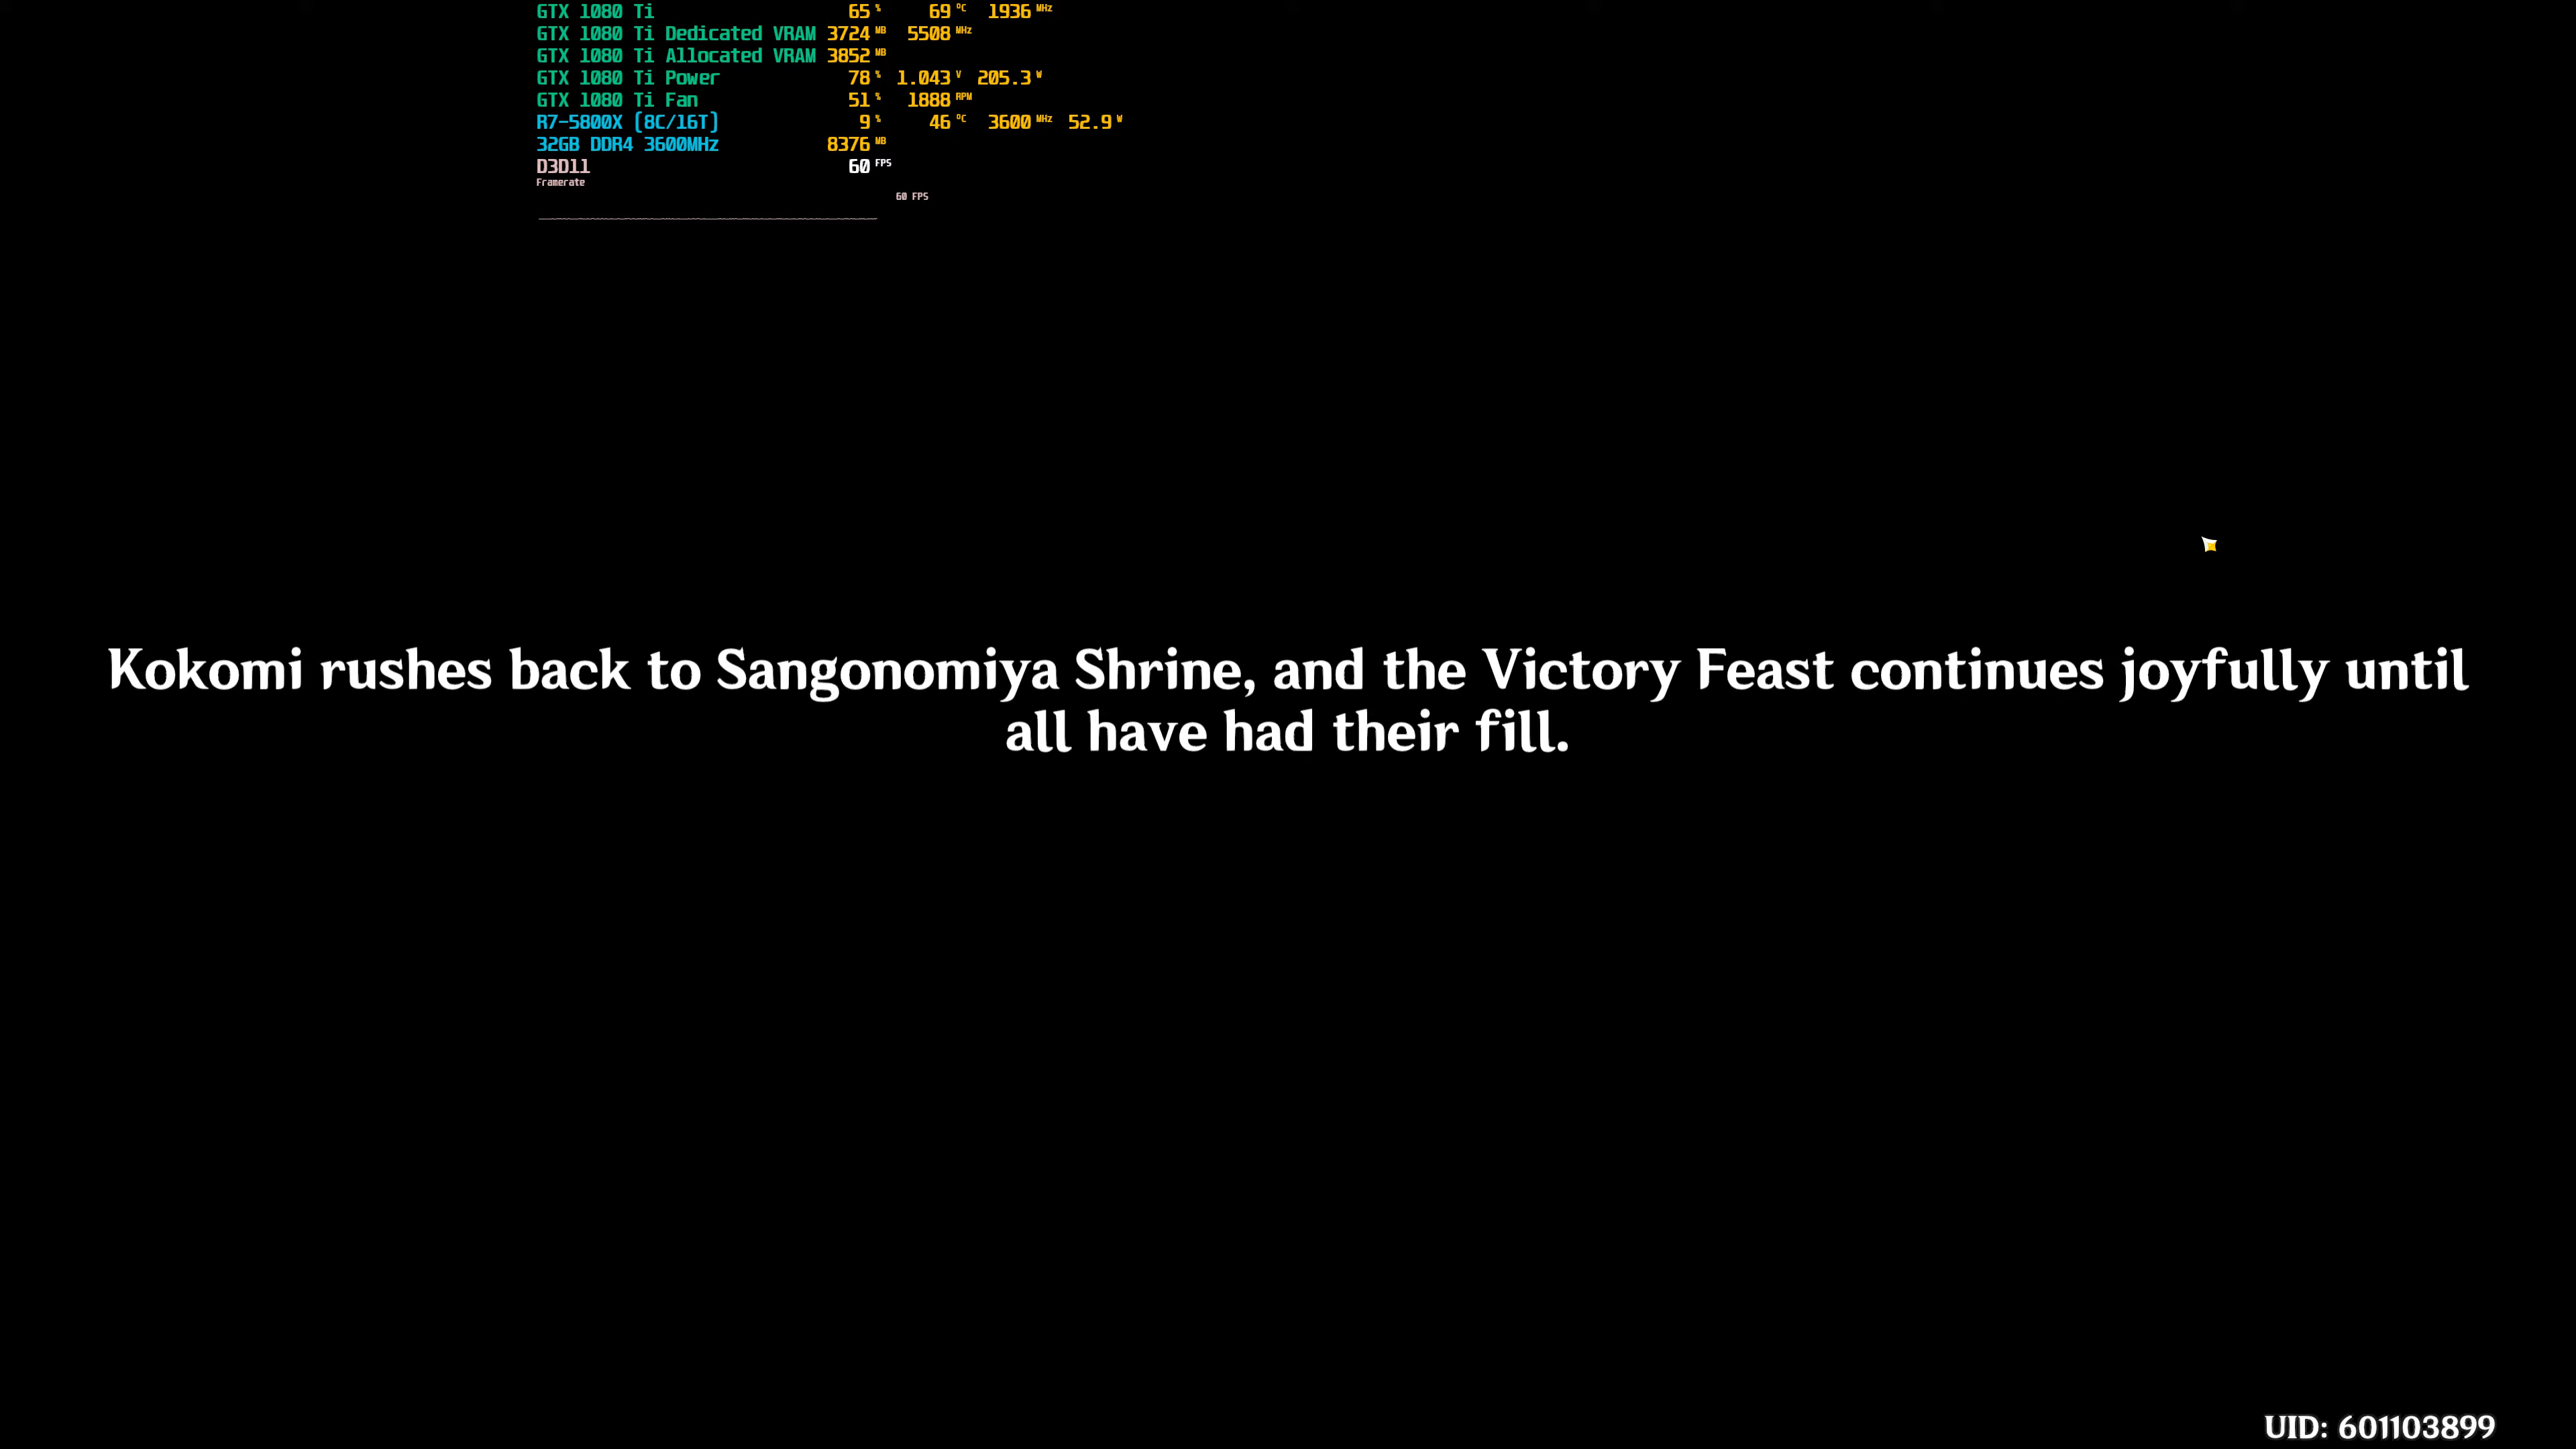 GTX 1080 Ti 65 % 69 °C 1936 MHz
GTX 1080 Ti Dedicated VRAM 3724 MB 5508 MHz
GTX 1080 Ti Allocated VRAM 3852 MB
GTX 1080 Ti Power 78 % 1.043 V 205.3 W
GTX 1080 Ti Fan 51 % 1888 RPM
R7-5800X (8C/16T) 9 % 46 °C 3600 MHz 52.9 W
32GB DDR4 3600MHz 8376 MB
D3D11 60 FPS
Framerate
60 FPS
Kokomi rushes back to Sangonomiya Shrine, and the Victory Feast continues joyfully until
all have had their fill.
UID: 601103899